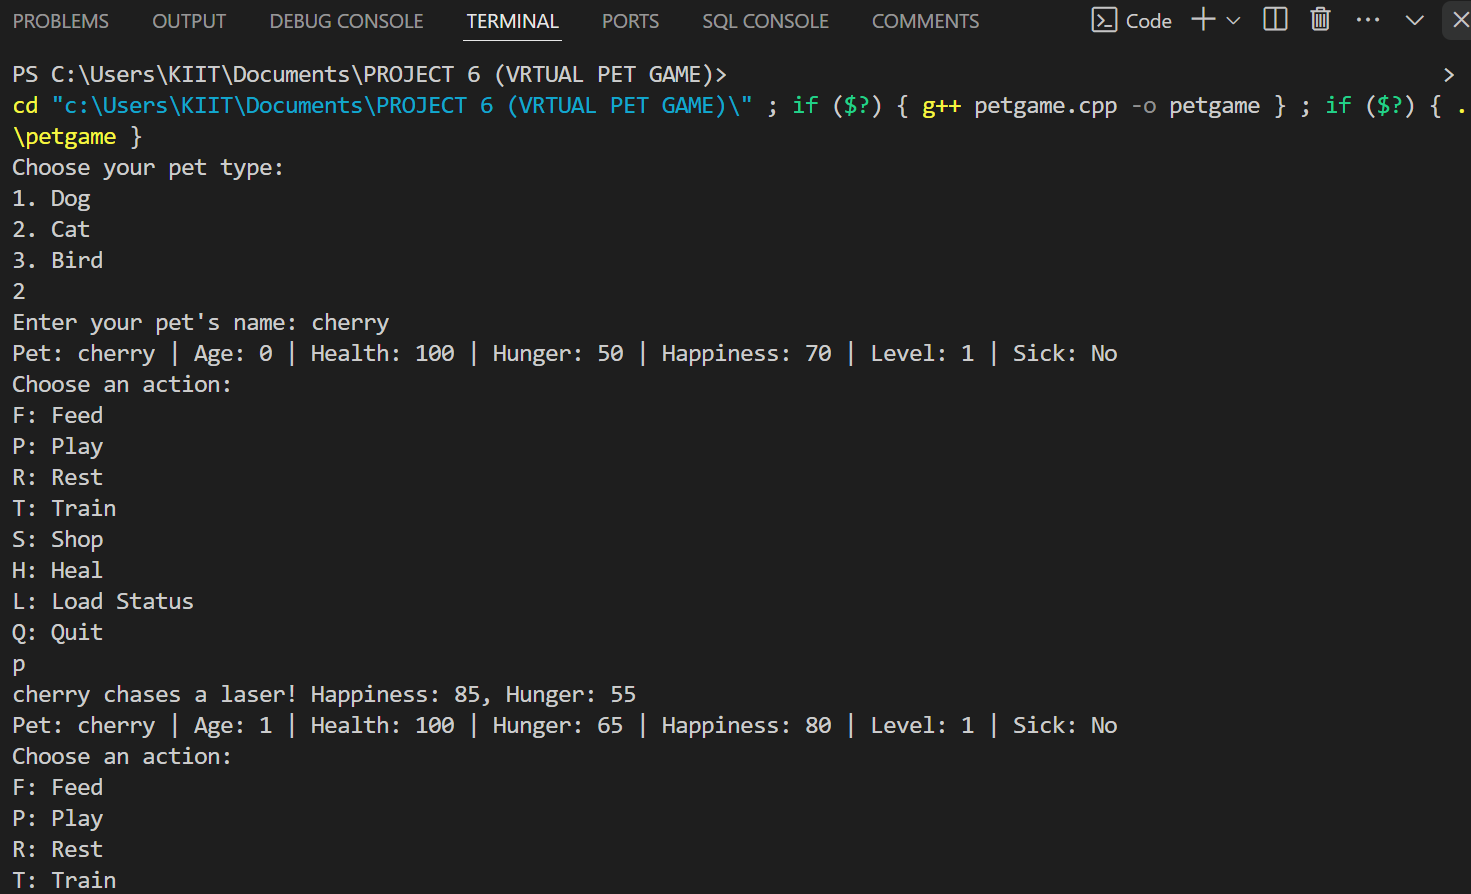 PROBLEMS OUTPUT DEBUG CONSOLE TERMINAL PORTS SQL CONSOLE COMMENTS Code
PS C:\Users\KIIT\Documents\PROJECT 6 (VRTUAL PET GAME)>
cd "c:\Users\KIIT\Documents\PROJECT 6 (VRTUAL PET GAME)\" ; if ($?) { g++ petgame.cpp -o petgame } ; if ($?) { .
\petgame }
Choose your pet type:
1. Dog
2. Cat
3. Bird
2
Enter your pet's name: cherry
Pet: cherry | Age: 0 | Health: 100 | Hunger: 50 | Happiness: 70 | Level: 1 | Sick: No
Choose an action:
F: Feed
P: Play
R: Rest
T: Train
S: Shop
H: Heal
L: Load Status
Q: Quit
p
cherry chases a laser! Happiness: 85, Hunger: 55
Pet: cherry | Age: 1 | Health: 100 | Hunger: 65 | Happiness: 80 | Level: 1 | Sick: No
Choose an action:
F: Feed
P: Play
R: Rest
T: Train